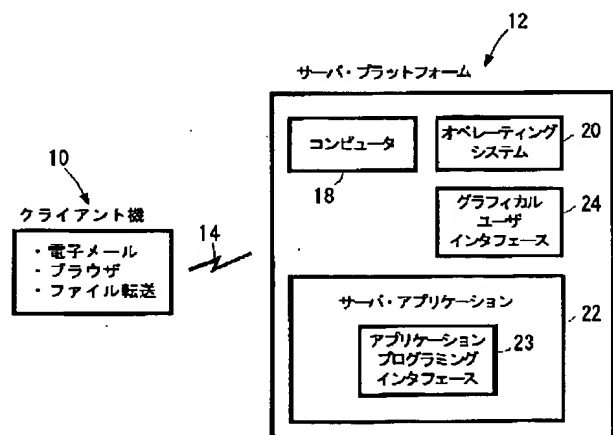 12
サーバ・プラットフォーム
コンピュータ
18
オペレーティング
システム
20
10
クライアント機
・電子メール
・ブラウザ
・ファイル転送
14
グラフィカル
ユーザ
インタフェース
24
サーバ・アプリケーション
22
アプリケーション
プログラミング
インタフェース
23